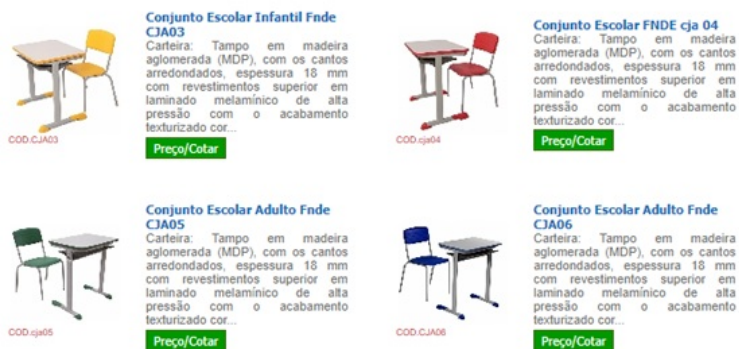 Conjunto Escolar Infantil Fnde
CJA03
Carteira: Tampo em madeira
aglomerada (MDP), com os cantos
arredondados, espessura 18 mm
com revestimentos superior em
laminado melamínico de alta
pressão com o acabamento
texturizado cor...
COD.CJA03
Preço/Cotar
Conjunto Escolar FNDE cja 04
Carteira: Tampo em madeira
aglomerada (MDP), com os cantos
arredondados, espessura 18 mm
com revestimentos superior em
laminado melamínico de alta
pressão com o acabamento
texturizado cor...
COD.cja04
Preço/Cotar
Conjunto Escolar Adulto Fnde
CJA05
Carteira: Tampo em madeira
aglomerada (MDP), com os cantos
arredondados, espessura 18 mm
com revestimentos superior em
laminado melamínico de alta
pressão com o acabamento
texturizado cor...
COD.cja05
Preço/Cotar
Conjunto Escolar Adulto Fnde
CJA06
Carteira: Tampo em madeira
aglomerada (MDP), com os cantos
arredondados, espessura 18 mm
com revestimentos superior em
laminado melamínico de alta
pressão com o acabamento
texturizado cor...
COD.CJA06
Preço/Cotar